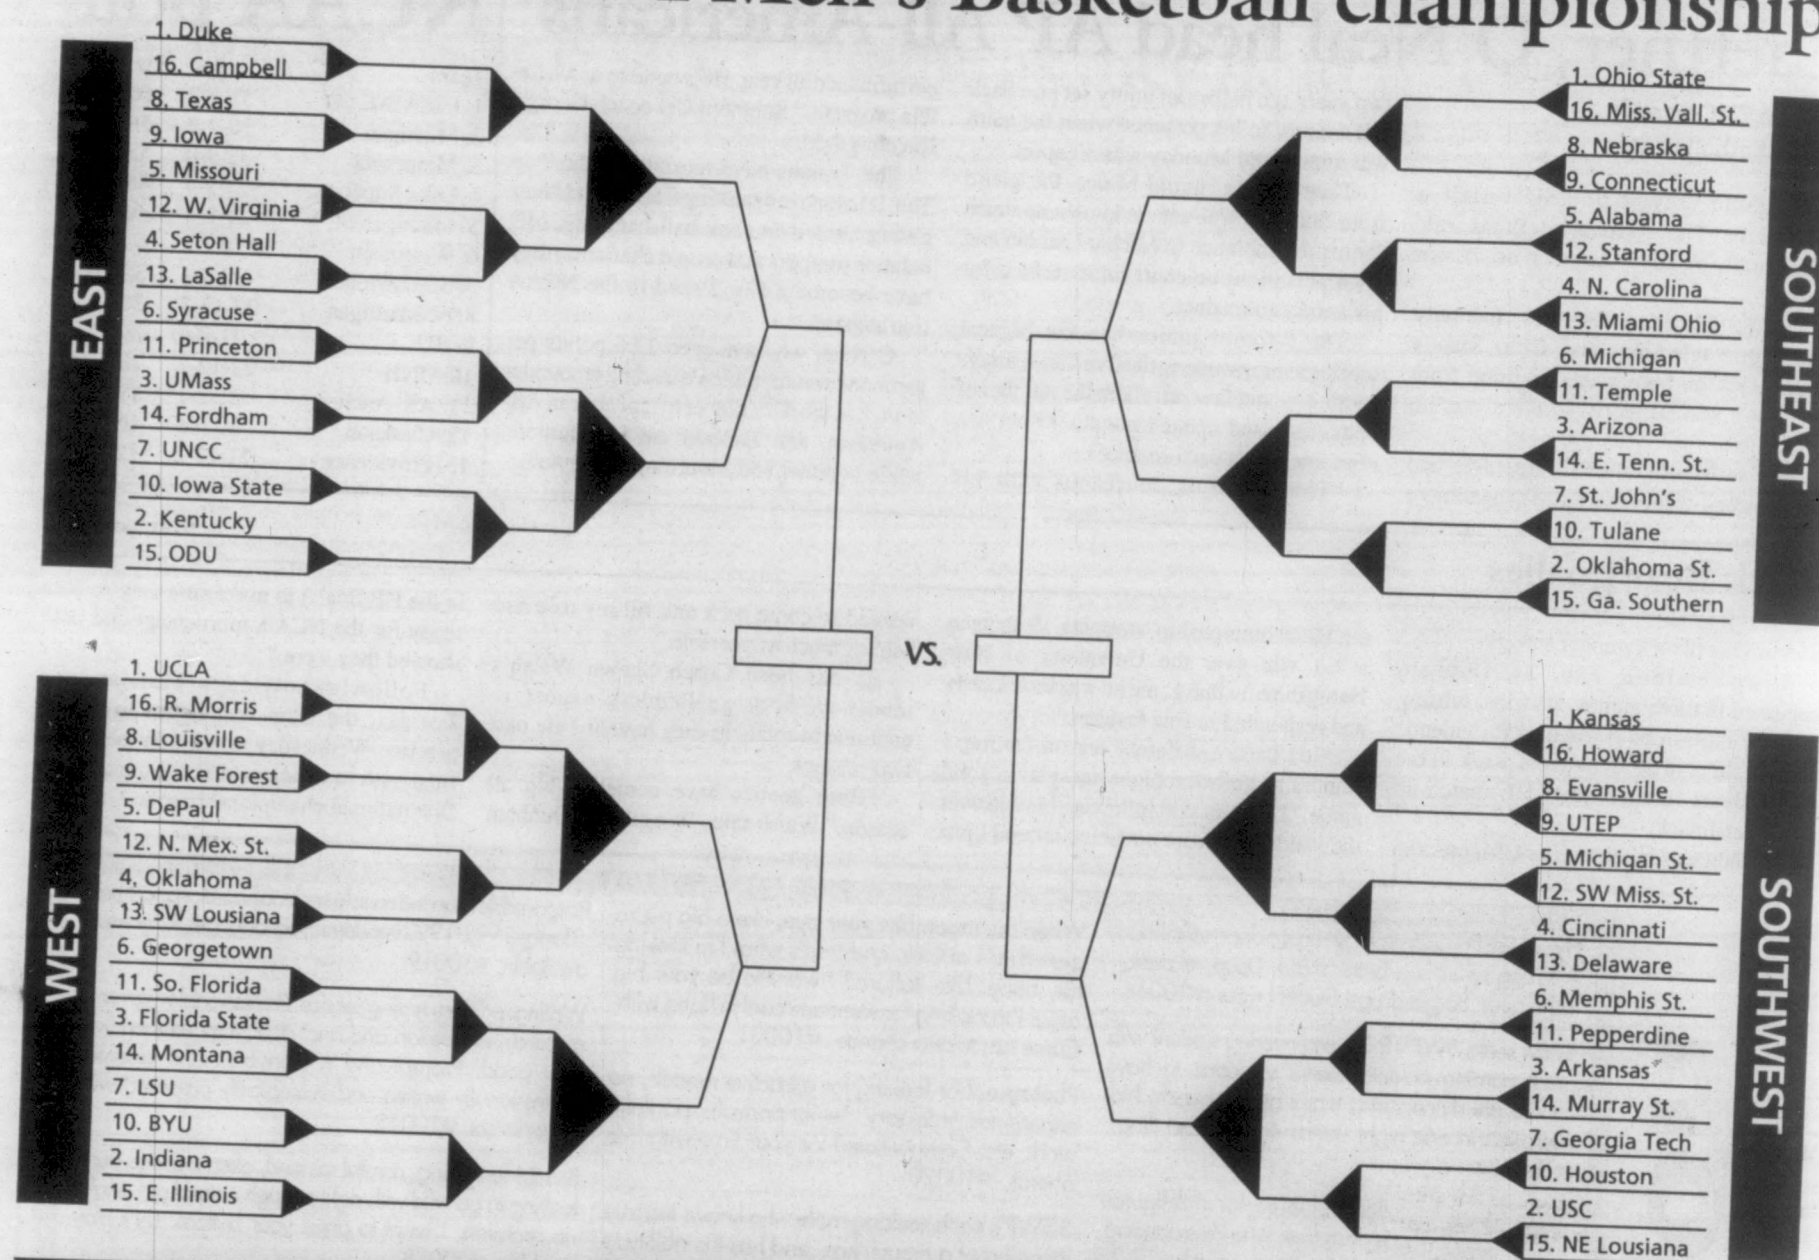 Men's Basketball championship
EAST
1. Duke
16. Campbell
8. Texas
9. Iowa
5. Missouri
12. W. Virginia
4. Seton Hall
13. LaSalle
6. Syracuse
11. Princeton
3. UMass
14. Fordham
7. UNCC
10. Iowa State
2. Kentucky
15. ODU
WEST
1. UCLA
16. R. Morris
8. Louisville
9. Wake Forest
5. DePaul
12. N. Mex. St.
4. Oklahoma
13. SW Lousiana
6. Georgetown
11. So. Florida
3. Florida State
14. Montana
7. LSU
10. BYU
2. Indiana
15. E. Illinois
VS.
SOUTHEAST
1. Ohio State
16. Miss. Vall. St.
8. Nebraska
9. Connecticut
5. Alabama
12. Stanford
4. N. Carolina
13. Miami Ohio
6. Michigan
11. Temple
3. Arizona
14. E. Tenn. St.
7. St. John's
10. Tulane
2. Oklahoma St.
15. Ga. Southern
SOUTHWEST
1. Kansas
16. Howard
8. Evansville
9. UTEP
5. Michigan St.
12. SW Miss. St.
4. Cincinnati
13. Delaware
6. Memphis St.
11. Pepperdine
3. Arkansas
14. Murray St.
7. Georgia Tech
10. Houston
2. USC
15. NE Lousiana